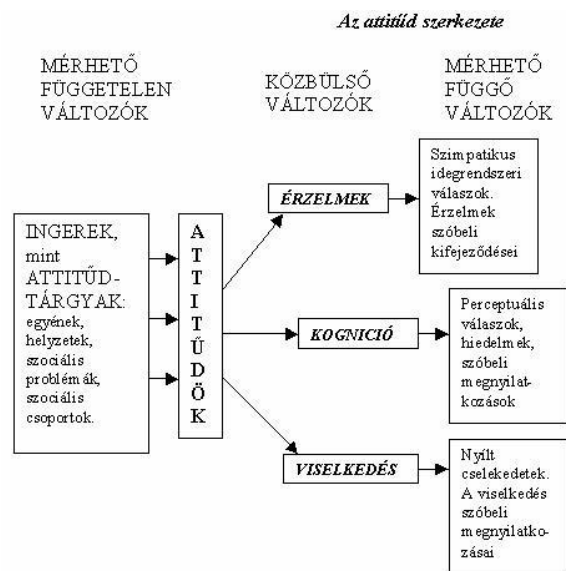 Az attitűd szerkezete
MÉRHETŐ
FÜGGETELEN
VÁLTOZÓK
KÖZBÜLSŐ
VÁLTOZÓK
MÉRHETŐ
FÜGGŐ
VÁLTOZÓK
INGEREK,
mint
ATTITŰD-
TÁRGYAK:
egyének,
helyzetek,
szociális
problémák,
szociális
csoportok.
A
T
T
I
T
Ű
D
Ö
K
ÉRZELMEK
KOGNICIÓ
VISELKEDÉS
Szimpatikus
idegrendszeri
válaszok.
Érzelmek
szóbeli
kifejeződései
Perceptuális
válaszok,
hiedelmek,
szóbeli
megnyilat-
kozások
Nyílt
cselekedetek.
A viselkedés
szóbeli
megnyilatko-
zásai